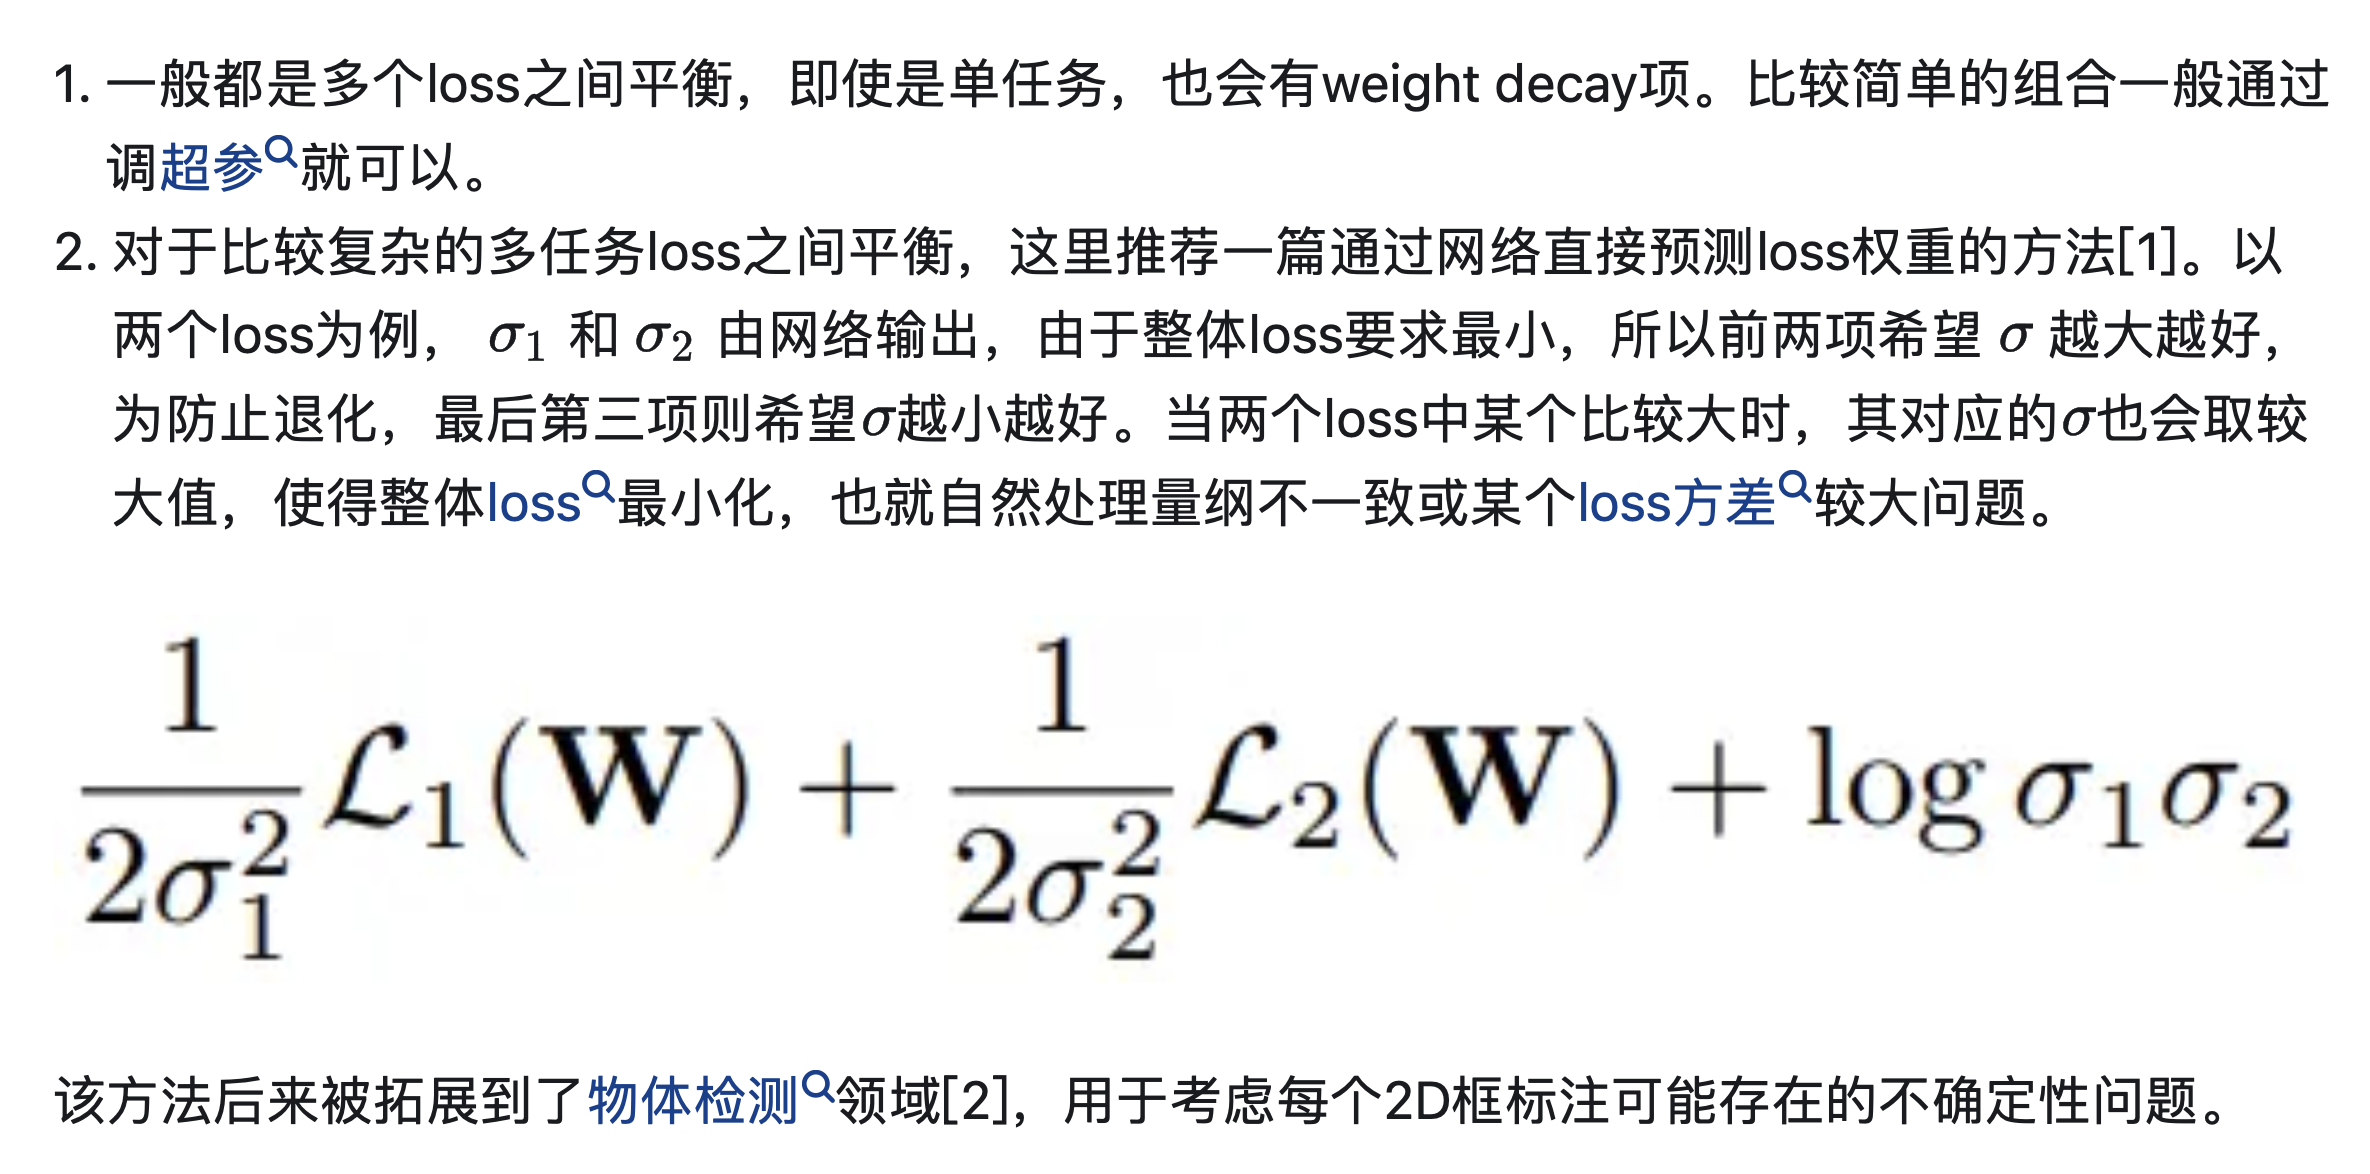 1. 一般都是多个loss之间平衡，即使是单任务，也会有weight decay项。比较简单的组合一般通过
调超参就可以。
2. 对于比较复杂的多任务loss之间平衡，这里推荐一篇通过网络直接预测loss权重的方法[1]。以
两个loss为例， σ₁ 和 σ₂ 由网络输出，由于整体loss要求最小，所以前两项希望 σ 越大越好，
为防止退化，最后第三项则希望σ越小越好。当两个loss中某个比较大时，其对应的σ也会取较
大值，使得整体loss最小化，也就自然处理量纲不一致或某个loss方差较大问题。
\frac{1}{2\sigma_1^2}\mathcal{L}_1(\mathbf{W}) + \frac{1}{2\sigma_2^2}\mathcal{L}_2(\mathbf{W}) + \log \sigma_1\sigma_2
该方法后来被拓展到了物体检测领域[2]，用于考虑每个2D框标注可能存在的不确定性问题。